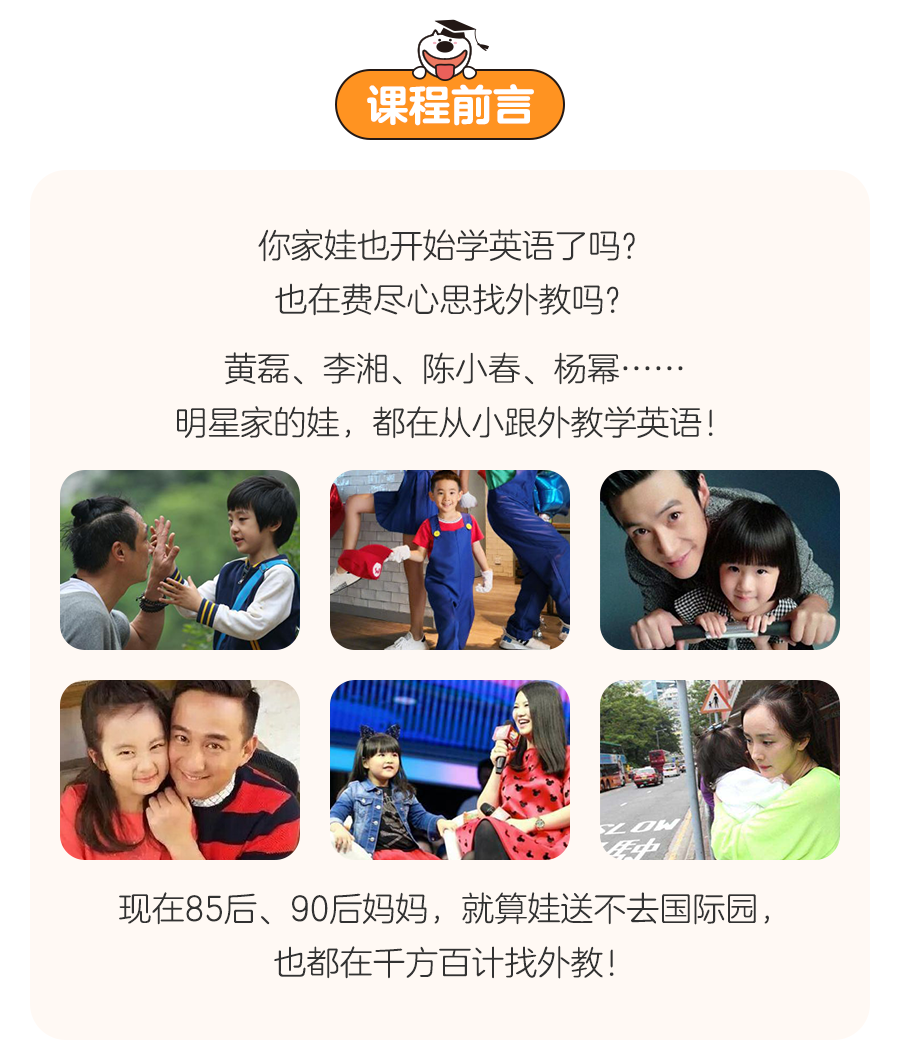 课程前言
你家娃也开始学英语了吗？
也在费尽心思找外教吗？
黄磊、李湘、陈小春、杨幂……
明星家的娃，都在从小跟外教学英语！
SLOW
现在85后、90后妈妈，就算娃送不去国际园，
也都在千方百计找外教！